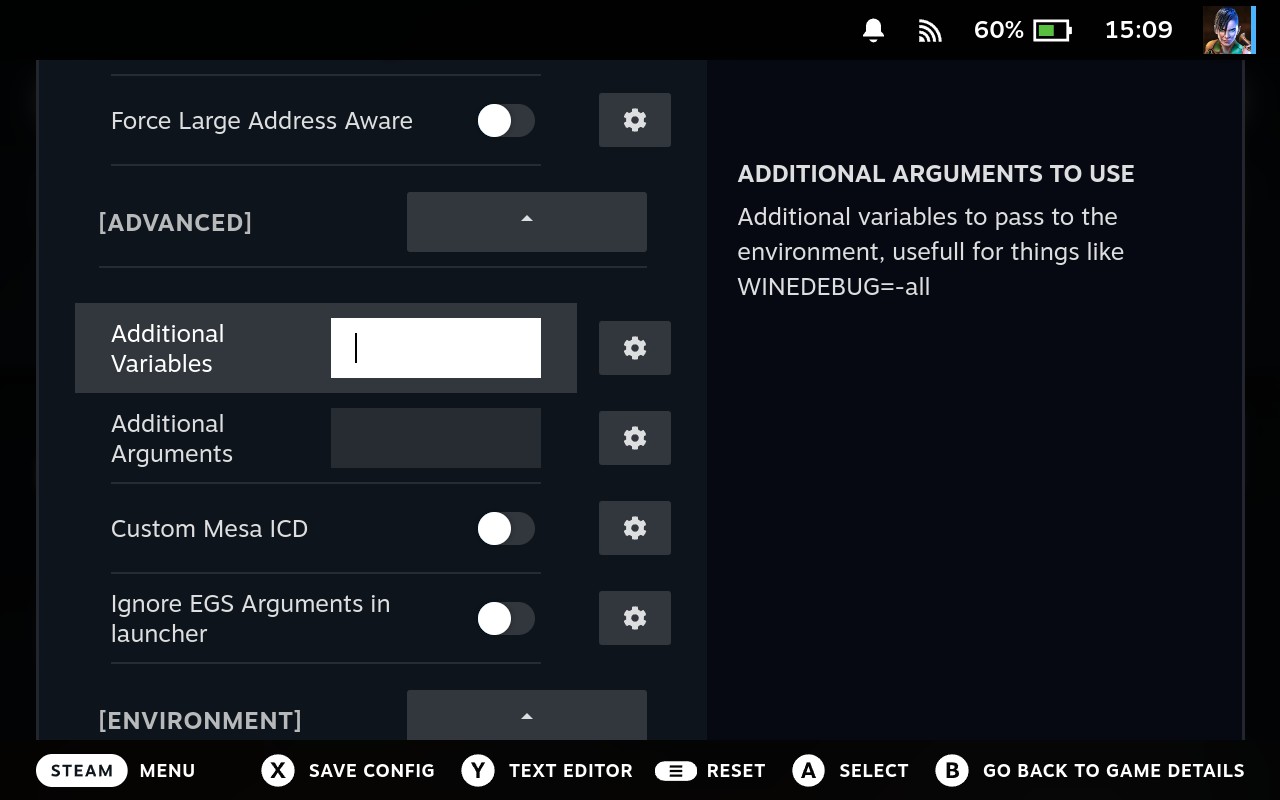 60% 15:09
Force Large Address Aware
[ADVANCED]
Additional
Variables
Additional
Arguments
Custom Mesa ICD
Ignore EGS Arguments in
launcher
[ENVIRONMENT]
ADDITIONAL ARGUMENTS TO USE
Additional variables to pass to the
environment, usefull for things like
WINEDEBUG=-all
STEAM MENU X SAVE CONFIG Y TEXT EDITOR RESET A SELECT B GO BACK TO GAME DETAILS